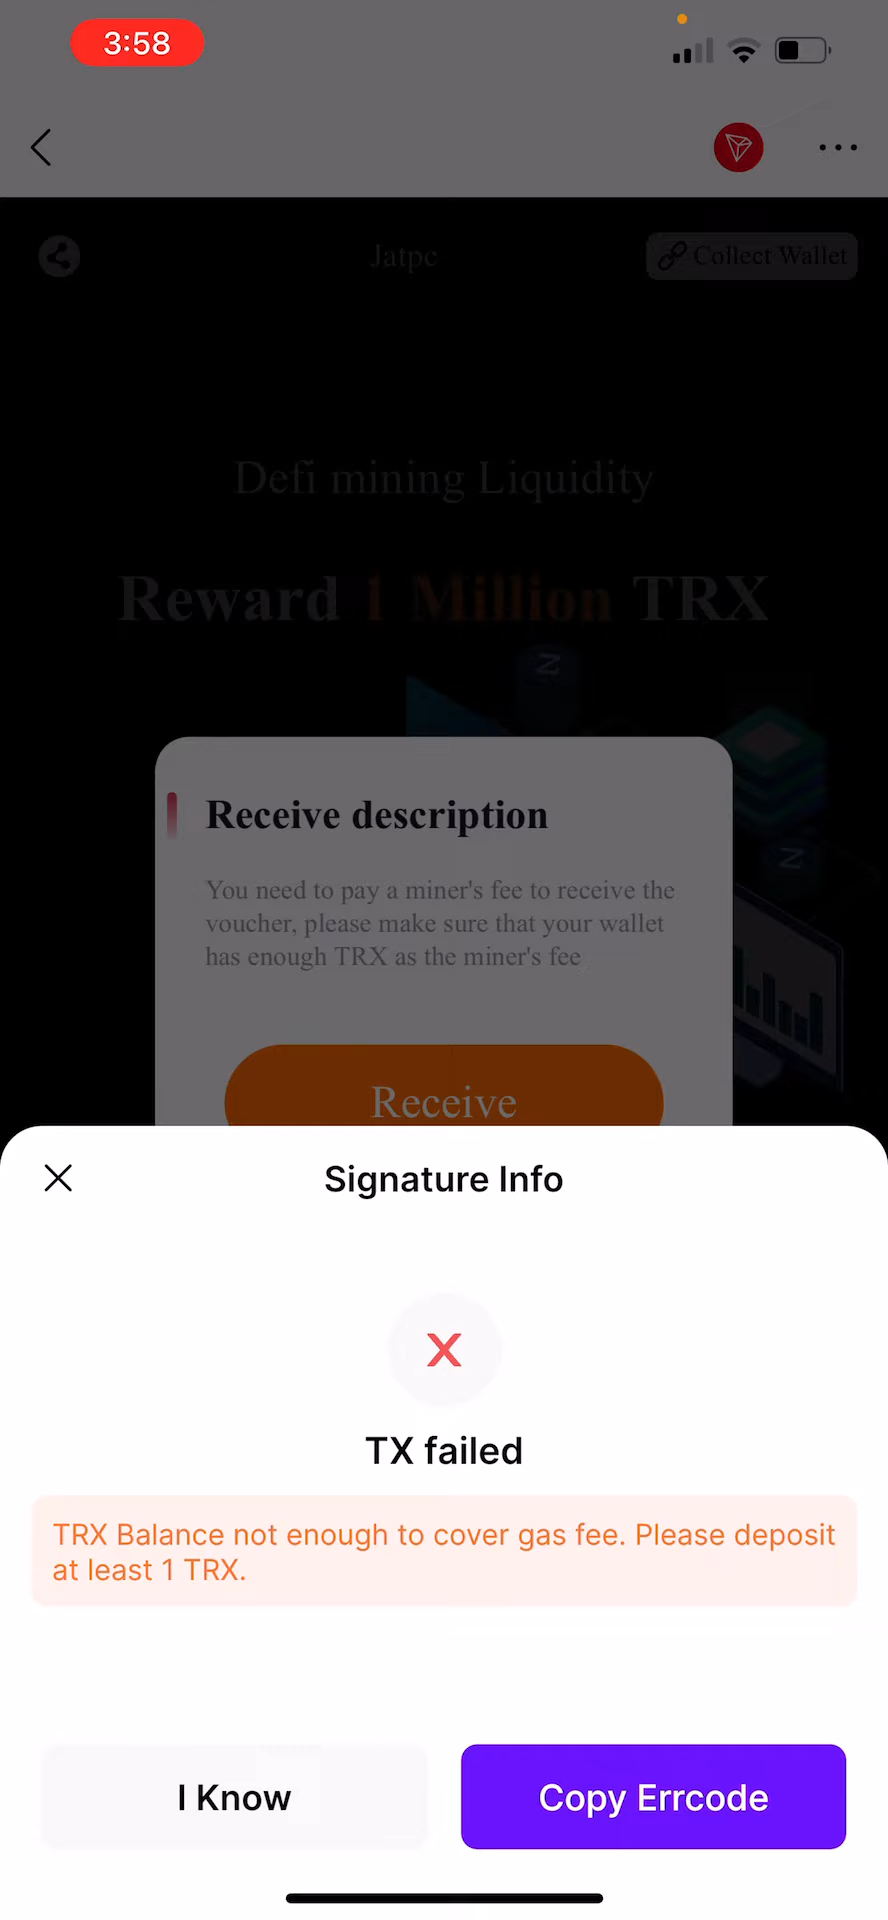 3:58
Jatpc
Collect Wallet
Defi mining Liquidity
Reward 1 Million TRX
Receive description
You need to pay a miner's fee to receive the
voucher, please make sure that your wallet
has enough TRX as the miner's fee
Receive
Signature Info
TX failed
TRX Balance not enough to cover gas fee. Please deposit
at least 1 TRX.
I Know
Copy Errcode